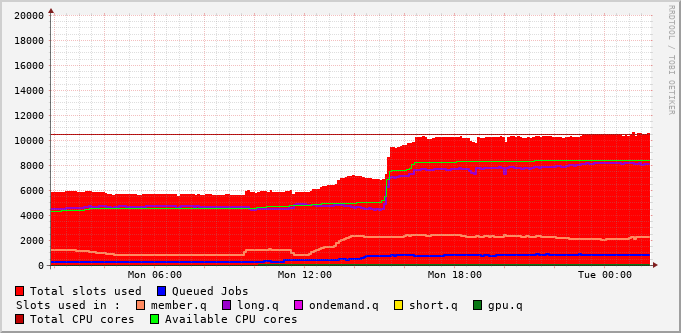 RRDTOOL / TOBI OETIKER
20000
18000
16000
14000
12000
10000
8000
6000
4000
2000
0
Mon 06:00 Mon 12:00 Mon 18:00 Tue 00:00
Total slots used Queued Jobs
Slots used in : member.q long.q ondemand.q short.q gpu.q
Total CPU cores Available CPU cores